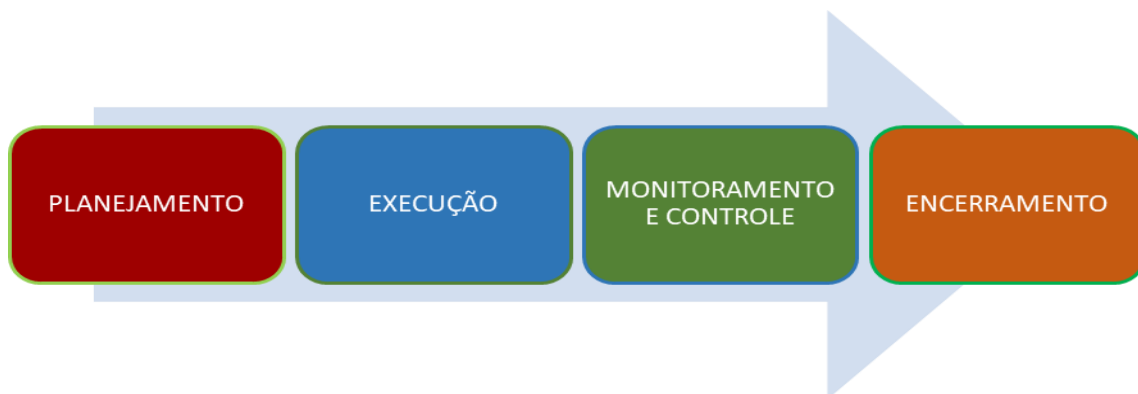 PLANEJAMENTO
EXECUÇÃO
MONITORAMENTO
E CONTROLE
ENCERRAMENTO